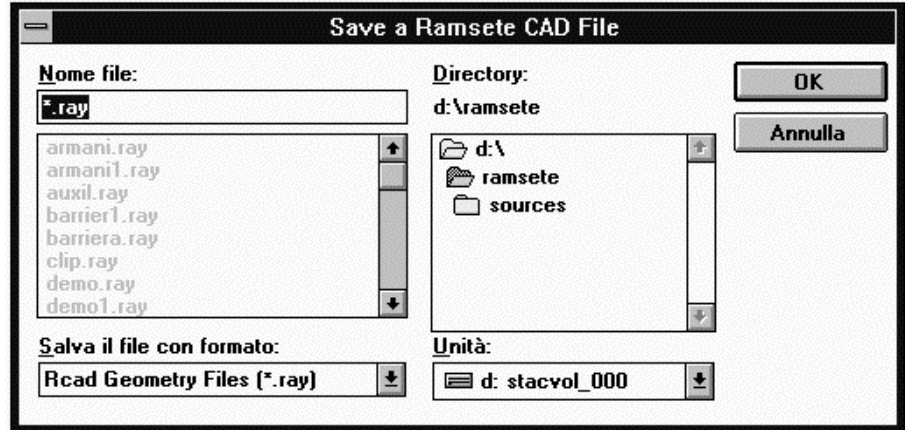 Save a Ramsete CAD File
Nome file:
*.ray
armani.ray
armani1.ray
auxil.ray
barrier1.ray
barriera.ray
clip.ray
demo.ray
demo1.ray
Salva il file con formato:
Rcad Geometry Files (*.ray)
Directory:
d:\ramsete
d:\
ramsete
sources
Unità:
d: stacvol_000
OK
Annulla